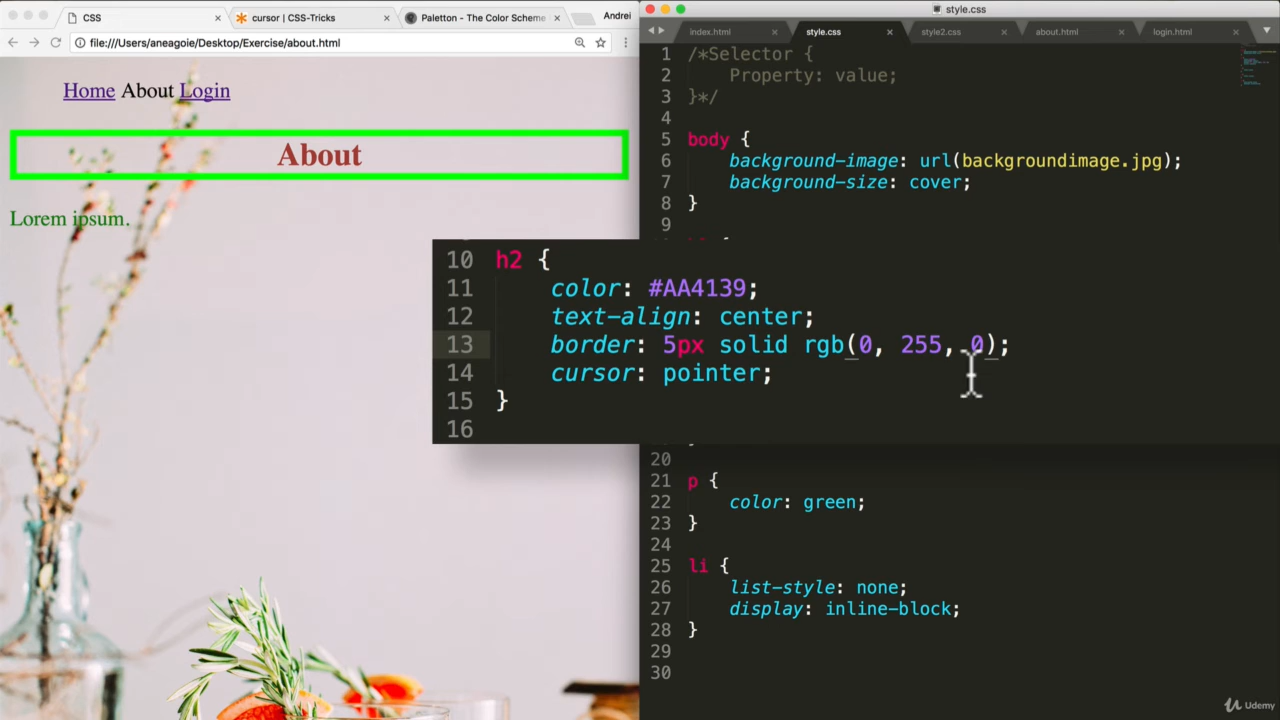 CSS
cursor | CSS-Tricks
Paletton - The Color Scheme
Andrei
file:///Users/aneagoie/Desktop/Exercise/about.html
Home About Login
About
Lorem ipsum.
style.css
index.html
style.css
style2.css
about.html
login.html
1 /*Selector {
2 Property: value;
3 }*/
4
5 body {
6 background-image: url(backgroundimage.jpg);
7 background-size: cover;
8 }
9
10 h2 {
11 color: #AA4139;
12 text-align: center;
13 border: 5px solid rgb(0, 255, 0);
14 cursor: pointer;
15 }
16
20
21 p {
22 color: green;
23 }
24
25 li {
26 list-style: none;
27 display: inline-block;
28 }
29
30
Udemy